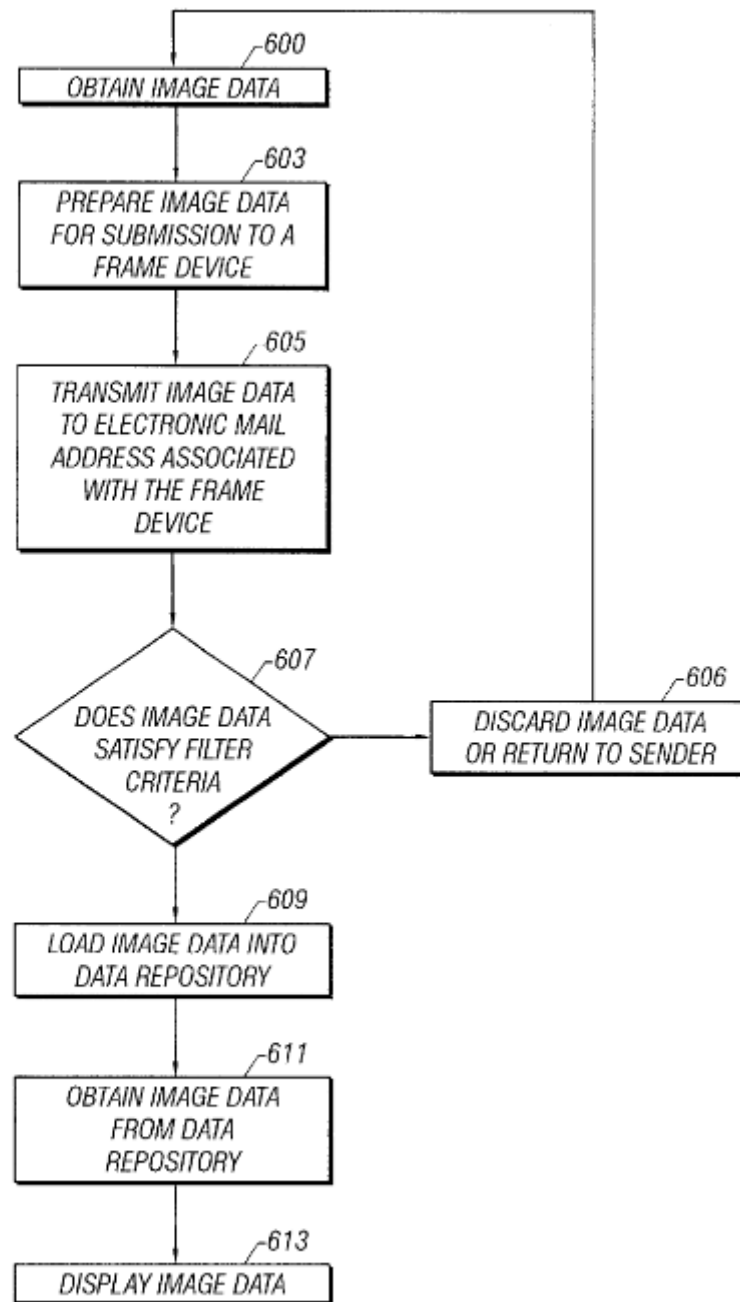 600
OBTAIN IMAGE DATA
603
PREPARE IMAGE DATA
FOR SUBMISSION TO A
FRAME DEVICE
605
TRANSMIT IMAGE DATA
TO ELECTRONIC MAIL
ADDRESS ASSOCIATED
WITH THE FRAME
DEVICE
607
DOES IMAGE DATA
SATISFY FILTER
CRITERIA
?
606
DISCARD IMAGE DATA
OR RETURN TO SENDER
609
LOAD IMAGE DATA INTO
DATA REPOSITORY
611
OBTAIN IMAGE DATA
FROM DATA
REPOSITORY
613
DISPLAY IMAGE DATA